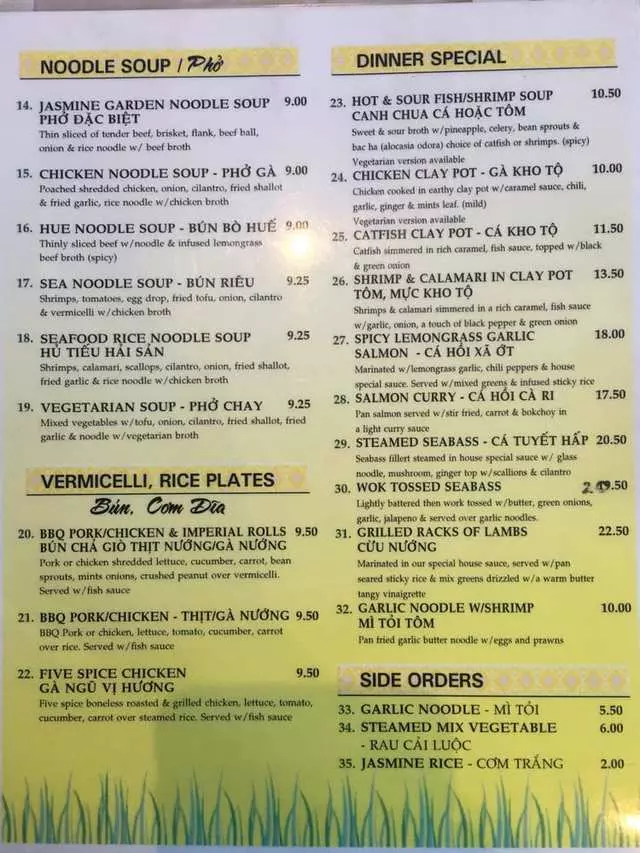 NOODLE SOUP / Phở
14. JASMINE GARDEN NOODLE SOUP 9.00
PHỞ ĐẶC BIỆT
Thin sliced of tender beef, brisket, flank, beef ball,
onion & rice noodle w/ beef broth
15. CHICKEN NOODLE SOUP - PHỞ GÀ 9.00
Poached shredded chicken, onion, cilantro, fried shallot
& fried garlic, rice noodle w/chicken broth
16. HUE NOODLE SOUP - BÚN BÒ HUẾ 9.00
Thinly sliced beef w/noodle & infused lemongrass
beef broth (spicy)
17. SEA NOODLE SOUP - BÚN RIÊU 9.25
Shrimps, tomatoes, egg drop, fried tofu, onion, cilantro
& vermicelli w/chicken broth
18. SEAFOOD RICE NOODLE SOUP 9.25
HỦ TIẾU HẢI SẢN
Shrimps, calamari, scallops, cilantro, onion, fried shallot,
fried garlic & rice noodle w/chicken broth
19. VEGETARIAN SOUP - PHỞ CHAY 9.25
Mixed vegetables w/tofu, onion, cilantro, fried shallot, fried
garlic & noodle w/vegetarian broth
VERMICELLI, RICE PLATES
Bún, Cơm Dĩa
20. BBQ PORK/CHICKEN & IMPERIAL ROLLS 9.50
BÚN CHẢ GIÒ THỊT NƯỚNG/GÀ NƯỚNG
Pork or chicken shredded lettuce, cucumber, carrot, bean
sprouts, mints onions, crushed peanut over vermicelli.
Served w/fish sauce
21. BBQ PORK/CHICKEN - THỊT/GÀ NƯỚNG 9.50
BBQ Pork or chicken, lettuce, tomato, cucumber, carrot
over rice. Served w/fish sauce
22. FIVE SPICE CHICKEN 9.50
GÀ NGŨ VỊ HƯƠNG
Five spice boneless roasted & grilled chicken, lettuce, tomato,
cucumber, carrot over steamed rice. Served w/fish sauce
DINNER SPECIAL
23. HOT & SOUR FISH/SHRIMP SOUP 10.50
CANH CHUA CÁ HOẶC TÔM
Sweet & sour broth w/pineapple, celery, bean sprouts &
bac ha (alocasia odora) choice of catfish or shrimps. (spicy)
Vegetarian version available
24. CHICKEN CLAY POT - GÀ KHO TỘ 10.00
Chicken cooked in earthy clay pot w/caramel sauce, chili,
garlic, ginger & mints leaf. (mild)
Vegetarian version available
25. CATFISH CLAY POT - CÁ KHO TỘ 11.50
Catfish simmered in rich caramel, fish sauce, topped w/black
& green onion
26. SHRIMP & CALAMARI IN CLAY POT 13.50
TÔM, MỰC KHO TỘ
Shrimps & calamari simmered in a rich caramel, fish sauce
w/garlic, onion, a touch of black pepper & green onion
27. SPICY LEMONGRASS GARLIC 18.00
SALMON - CÁ HỒI XÃ ỚT
Marinated w/lemongrass, garlic, chili peppers & house
special sauce. Served w/mixed greens & infused sticky rice
28. SALMON CURRY - CÁ HỒI CÀ RI 17.50
Pan salmon served w/stir fried, carrot & bokchoy in
a light curry sauce
29. STEAMED SEABASS - CÁ TUYẾT HẤP 20.50
Seabass fillert steamed in house special sauce w/ glass
noodle, mushroom, ginger top w/scallions & cilantro
30. WOK TOSSED SEABASS .50
Lightly battered then work tossed w/butter, green onions,
garlic, jalapeno & served over garlic noodles.
31. GRILLED RACKS OF LAMBS 22.50
CỪU NƯỚNG
Marinated in our special house sauce, served w/pan
seared sticky rice & mix greens drizzled w/a warm butter
tangy vinaigrette
32. GARLIC NOODLE W/SHRIMP 10.00
MÌ TỎI TÔM
Pan fried garlic butter noodle w/eggs and prawns
SIDE ORDERS
33. GARLIC NOODLE - MÌ TỎI 5.50
34. STEAMED MIX VEGETABLE 6.00
- RAU CẢI LUỘC
35. JASMINE RICE - CƠM TRẮNG 2.00